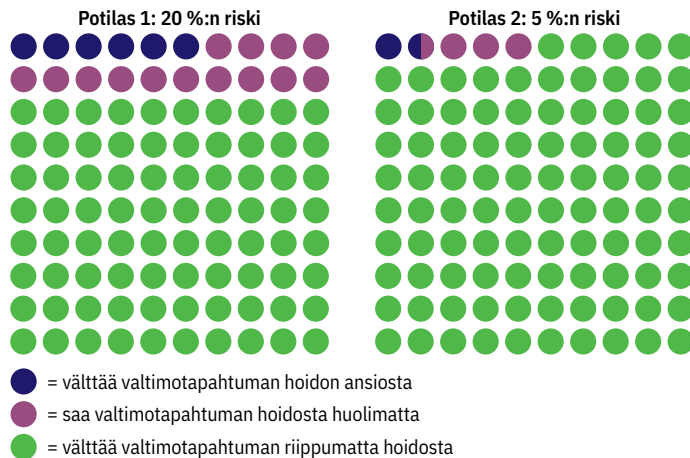 Potilas 1: 20 %:n riski
Potilas 2: 5 %:n riski
= välttää valtimotapahtuman hoidon ansiosta
= saa valtimotapahtuman hoidosta huolimatta
= välttää valtimotapahtuman riippumatta hoidosta